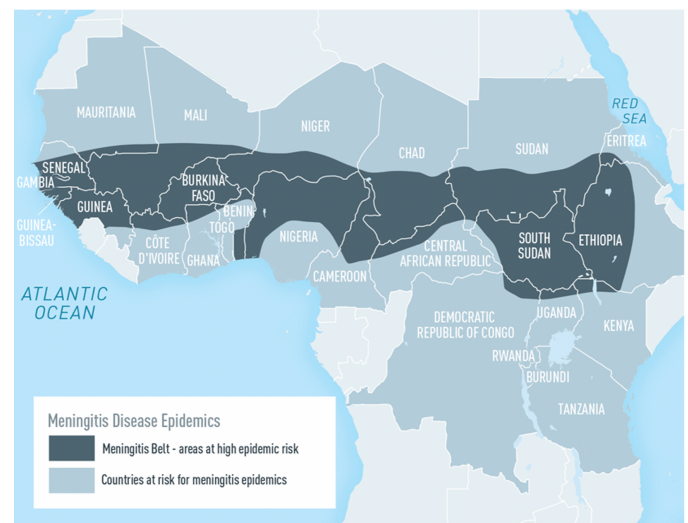 RED
SEA
MAURITANIA
MALI
NIGER
CHAD
SUDAN
ERITREA
SENEGAL
GAMBIA
BURKINA-
FASO
GUINEA
GUINEA-
BISSAU
BENIN
TOGO
CÔTE
D'IVOIRE
GHANA
NIGERIA
CAMEROON
CENTRAL
AFRICAN REPUBLIC
SOUTH
SUDAN
ETHIOPIA
ATLANTIC
OCEAN
DEMOCRATIC
REPUBLIC OF CONGO
UGANDA
KENYA
RWANDA
BURUNDI
TANZANIA
Meningitis Disease Epidemics
Meningitis Belt - areas at high epidemic risk
Countries at risk for meningitis epidemics